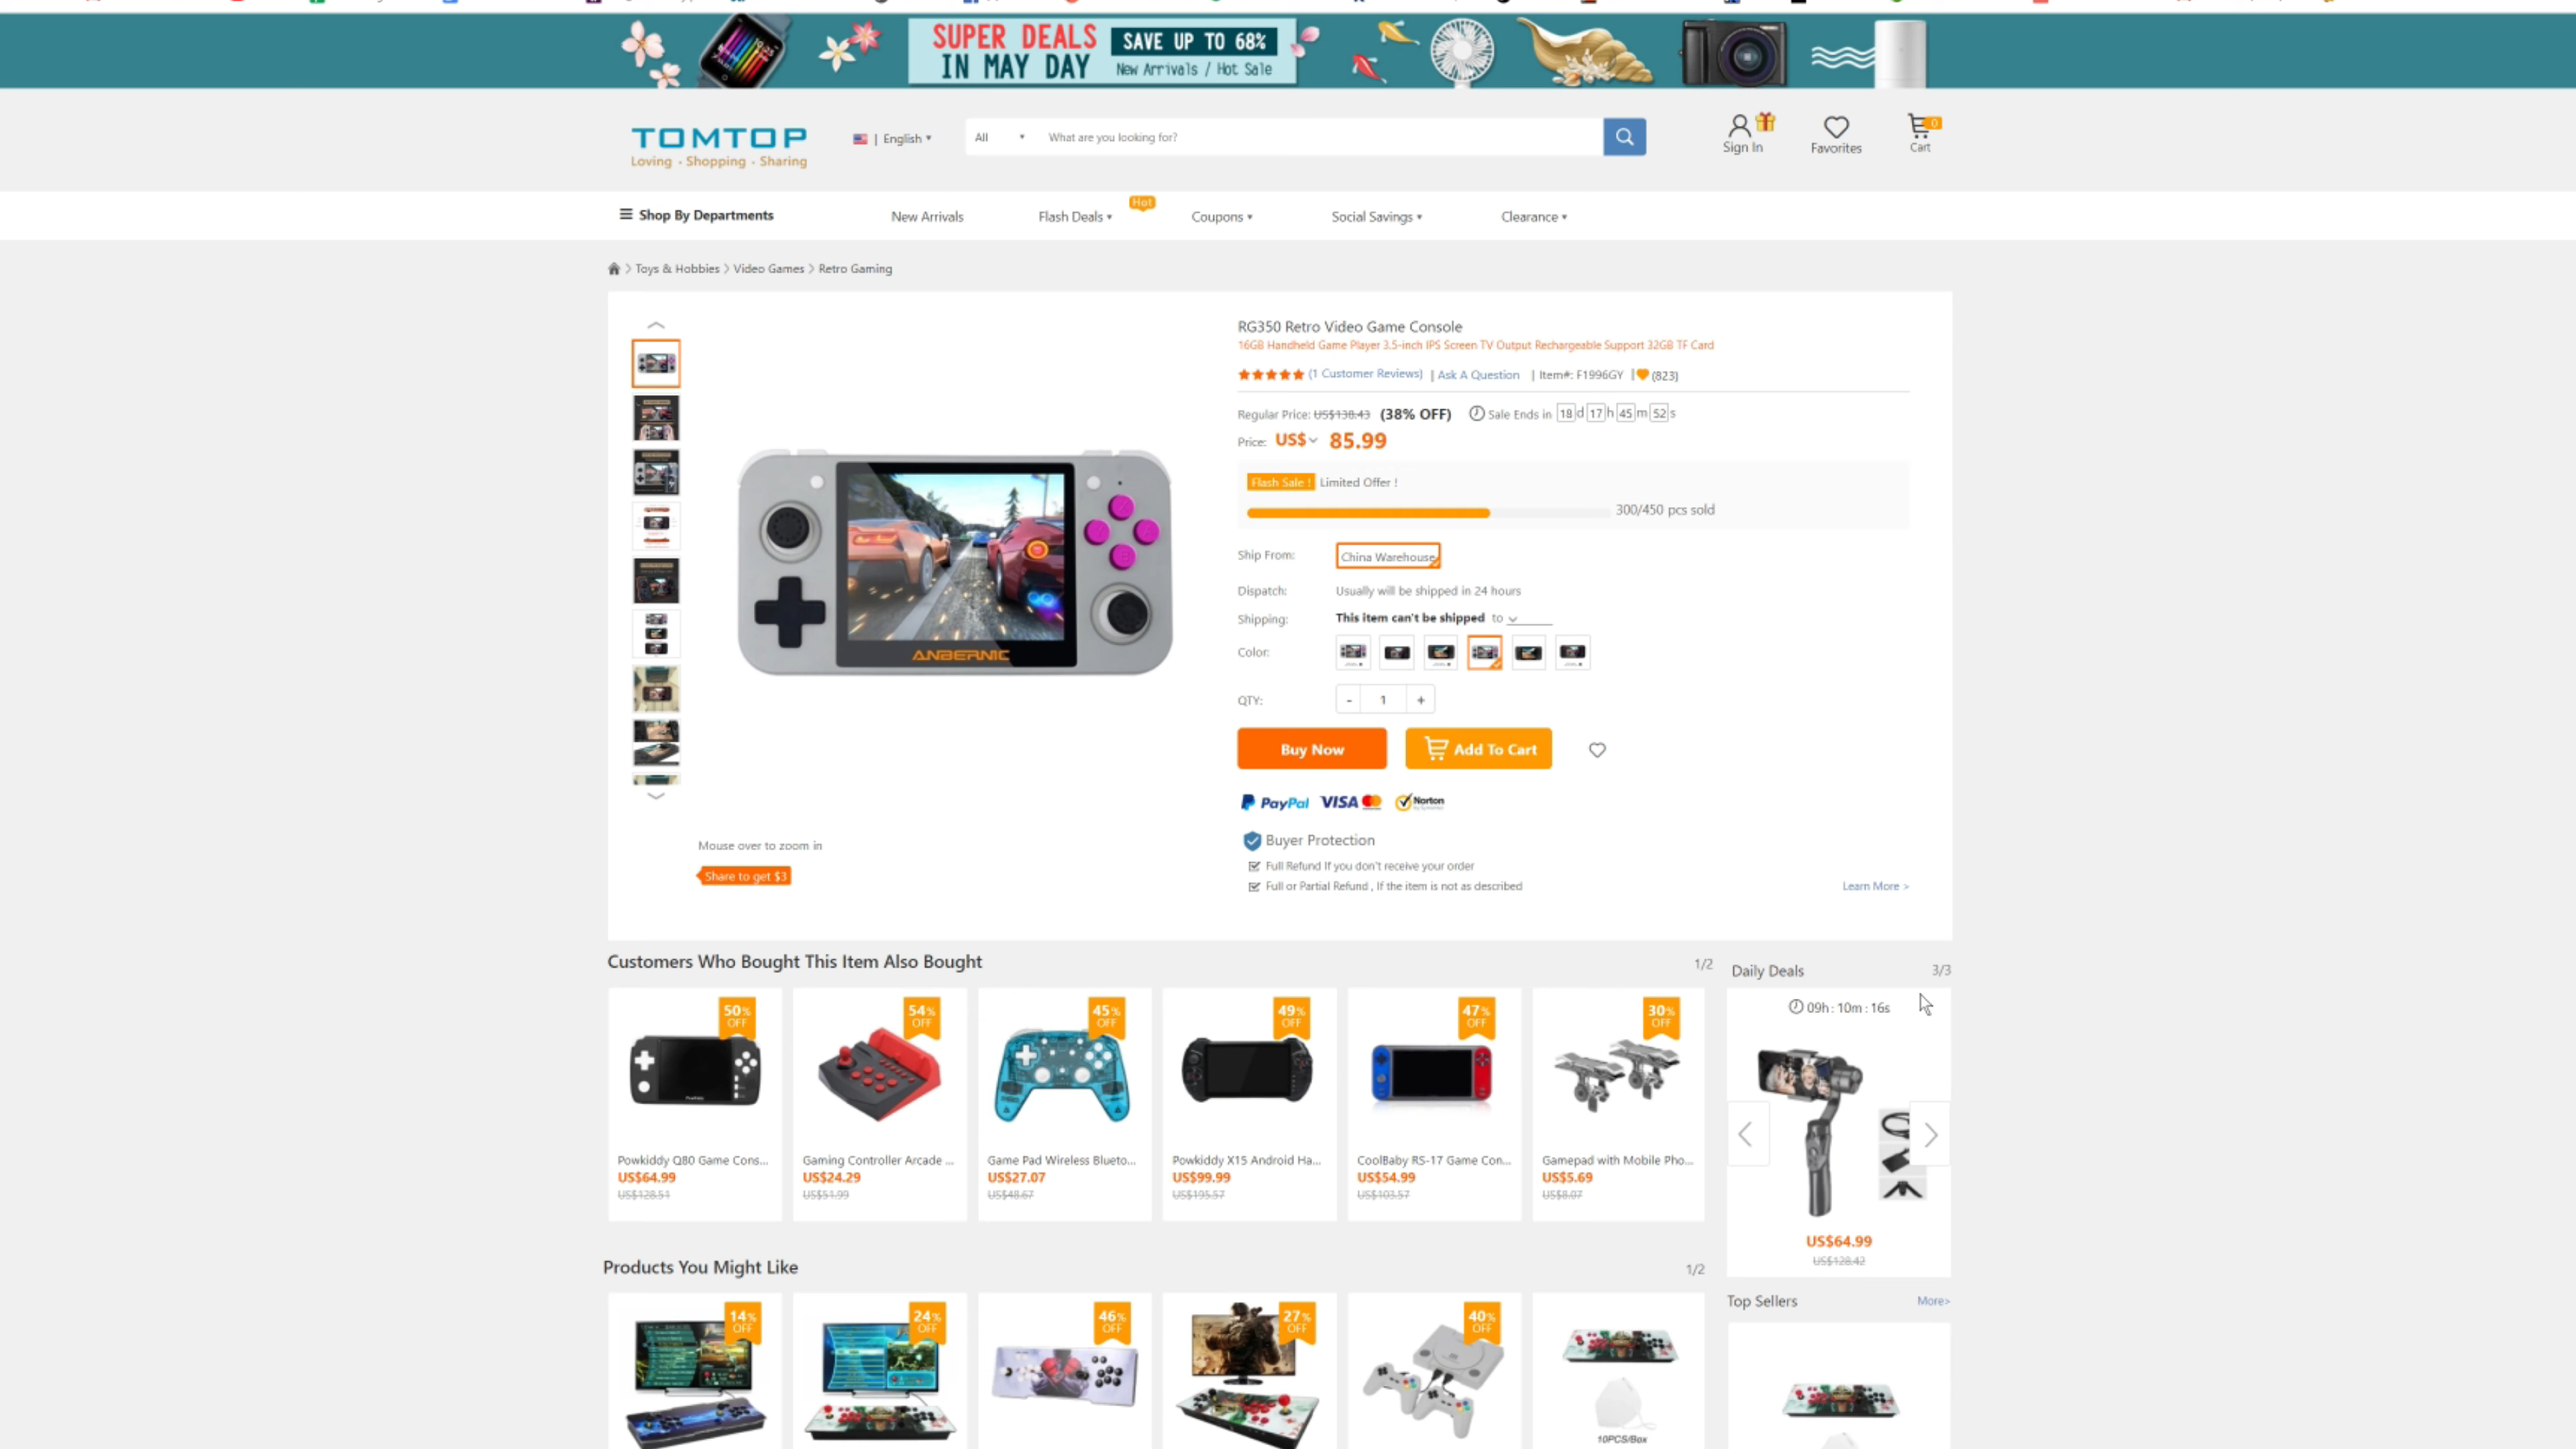 SUPER DEALS
IN MAY DAY
SAVE UP TO 68%
New Arrivals / Hot Sale
TOMTOP
Loving · Shopping · Sharing
| English
All
What are you looking for?
Sign In
Favorites
0
Cart
Shop By Departments
New Arrivals
Flash Deals
Hot
Coupons
Social Savings
Clearance
Toys & Hobbies > Video Games > Retro Gaming
RG350 Retro Video Game Console
16GB Handheld Game Player 3.5-inch IPS Screen TV Output Rechargeable Support 32GB TF Card
(1 Customer Reviews) | Ask A Question | Item#: F1996GY | (823)
Regular Price: US$138.43 (38% OFF) Sale Ends in 18 d 17 h 45 m 52 s
Price: US$ 85.99
Flash Sale ! Limited Offer !
300/450 pcs sold
Ship From: China Warehouse
Dispatch: Usually will be shipped in 24 hours
Shipping: This item can't be shipped to
Color:
QTY: - 1 +
Buy Now
Add To Cart
PayPal VISA Norton
Buyer Protection
Full Refund If you don't receive your order
Full or Partial Refund , If the item is not as described
Learn More >
ANBERNIC
Mouse over to zoom in
Share to get $3
Customers Who Bought This Item Also Bought
1/2
50% OFF
Powkiddy Q80 Game Cons...
US$64.99
US$128.51
54% OFF
Gaming Controller Arcade ...
US$24.29
US$51.99
45% OFF
Game Pad Wireless Blueto...
US$27.07
US$48.67
49% OFF
Powkiddy X15 Android Ha...
US$99.99
US$195.57
47% OFF
CoolBaby RS-17 Game Con...
US$54.99
US$103.57
30% OFF
Gamepad with Mobile Pho...
US$5.69
US$8.07
Daily Deals
3/3
09h : 10m : 16s
US$64.99
US$128.42
Products You Might Like
1/2
14% OFF
24% OFF
46% OFF
27% OFF
40% OFF
10PCS/Box
Top Sellers
More>